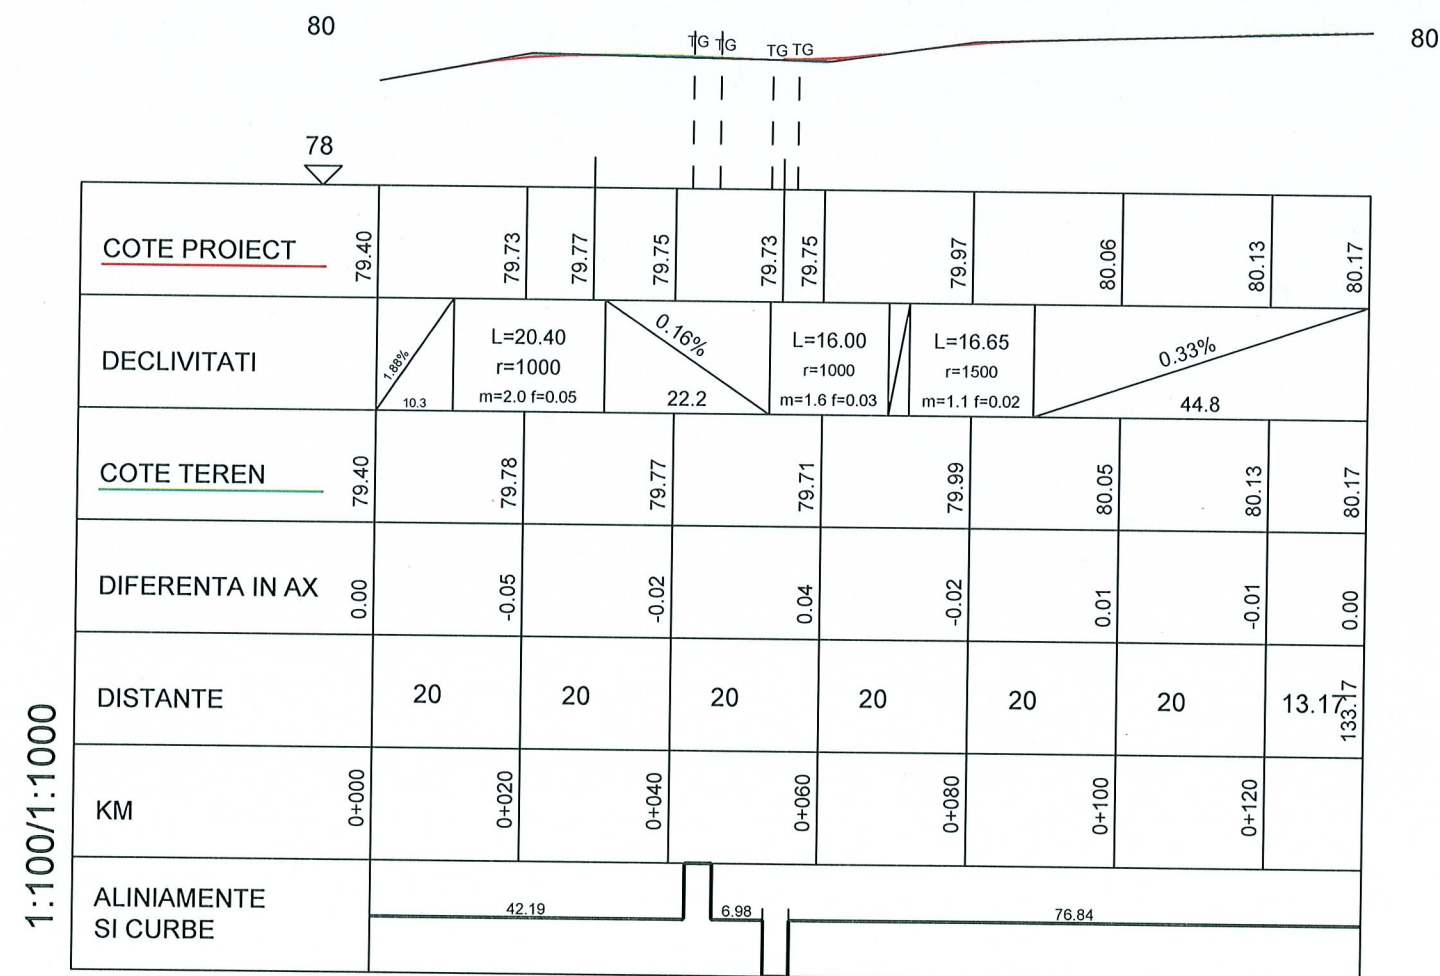 80
TG TG TG TG
80
78
COTE PROIECT 79.40 79.73 79.77 79.75 79.73 79.75 79.97 80.06 80.13 80.17
DECLIVITATI
1.88%
10.3
L=20.40
r=1000
m=2.0 f=0.05
0.16%
22.2
L=16.00
r=1000
m=1.6 f=0.03
L=16.65
r=1500
m=1.1 f=0.02
0.33%
44.8
COTE TEREN 79.40 79.78 79.77 79.71 79.99 80.05 80.13 80.17
DIFERENTA IN AX 0.00 -0.05 -0.02 0.04 -0.02 0.01 -0.01 0.00
DISTANTE 20 20 20 20 20 20 13.17 133.17
KM 0+000 0+020 0+040 0+060 0+080 0+100 0+120
ALINIAMENTE
SI CURBE
42.19 6.98 76.84
1:100/1:1000